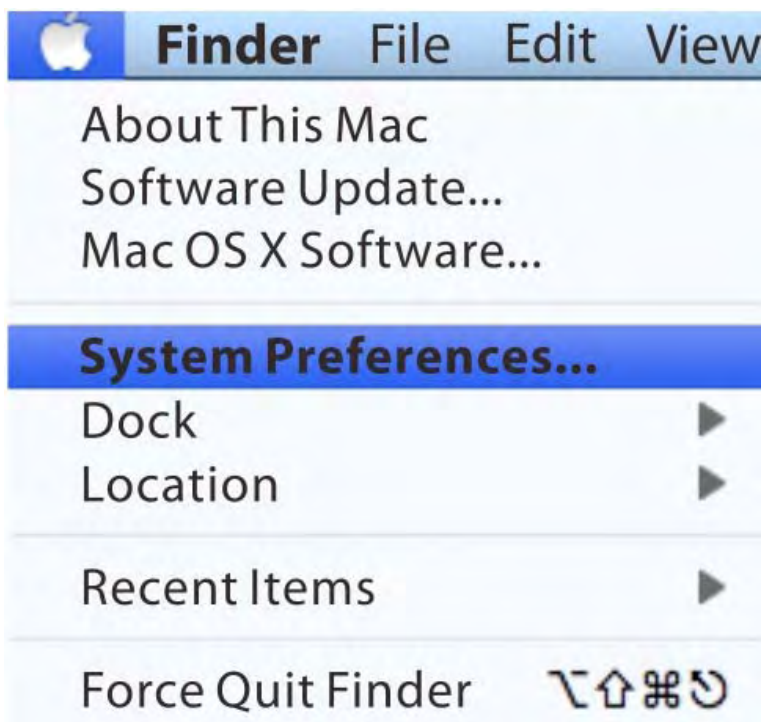 Finder File Edit View
About This Mac
Software Update...
Mac OS X Software...
System Preferences...
Dock
Location
Recent Items
Force Quit Finder ⌥⇧⌘⎋